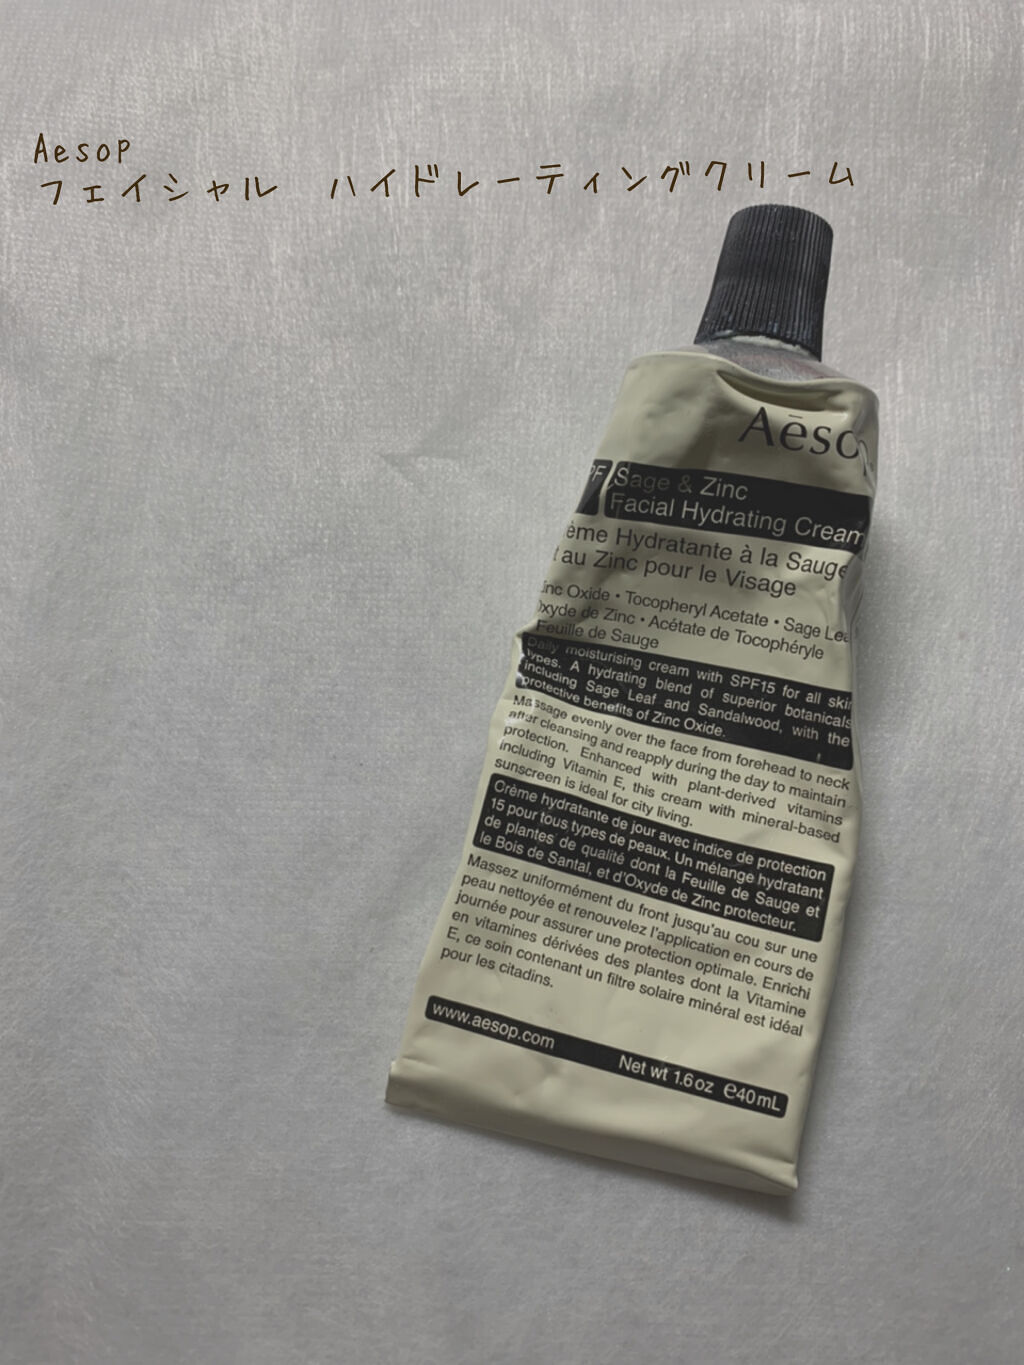 Aesop
フェイシャル ハイドレーティングクリーム
Aēso
PF
Sage & Zinc
Facial Hydrating Cream
ème Hydratante à la Sauge
t au Zinc pour le Visage
inc Oxide • Tocopheryl Acetate • Sage Lea
Oxyde de Zinc • Acétate de Tocophéryle
Feuille de Sauge
Daily moisturising cream with SPF15 for all skin
types. A hydrating blend of superior botanicals
including Sage Leaf and Sandalwood, with the
protective benefits of Zinc Oxide.
Massage evenly over the face from forehead to neck
after cleansing and reapply during the day to maintain
protection. Enhanced with plant-derived vitamins
including Vitamin E, this cream with mineral-based
sunscreen is ideal for city living.
Crème hydratante de jour avec indice de protection
15 pour tous types de peaux. Un mélange hydratant
de plantes de qualité dont la Feuille de Sauge et
le Bois de Santal, et d'Oxyde de Zinc protecteur.
Massez uniformément du front jusqu'au cou sur une
peau nettoyée et renouvelez l'application en cours de
journée pour assurer une protection optimale. Enrichi
en vitamines dérivées des plantes dont la Vitamine
E, ce soin contenant un filtre solaire minéral est idéal
pour les citadins.
www.aesop.com
Net wt 1.6 oz ℮40 mL